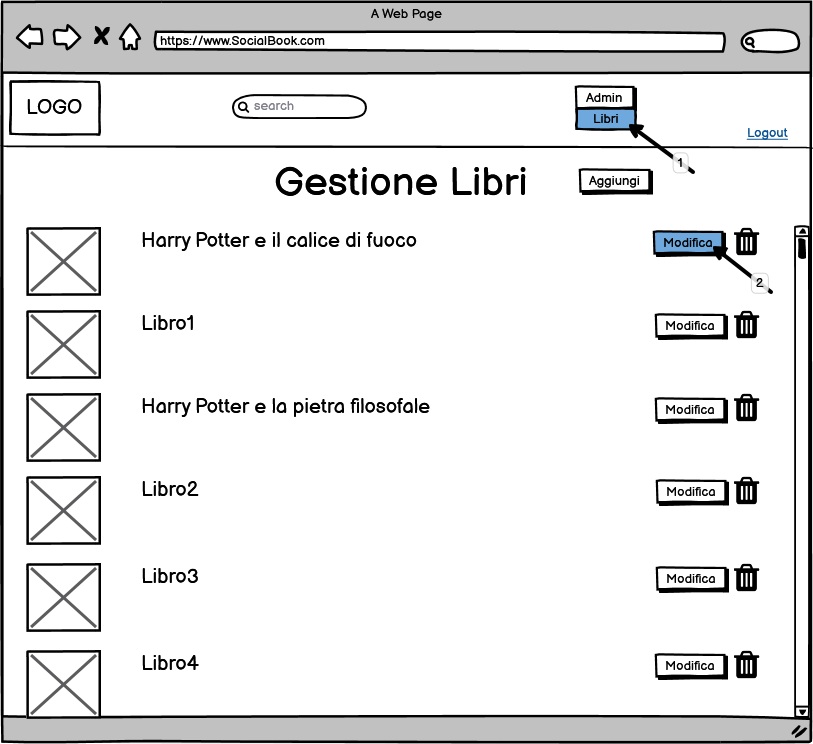 A Web Page
https://www.SocialBook.com
LOGO
search
Admin
Libri
Logout
1
Gestione Libri
Aggiungi
Harry Potter e il calice di fuoco
Modifica
2
Libro1
Modifica
Harry Potter e la pietra filosofale
Modifica
Libro2
Modifica
Libro3
Modifica
Libro4
Modifica